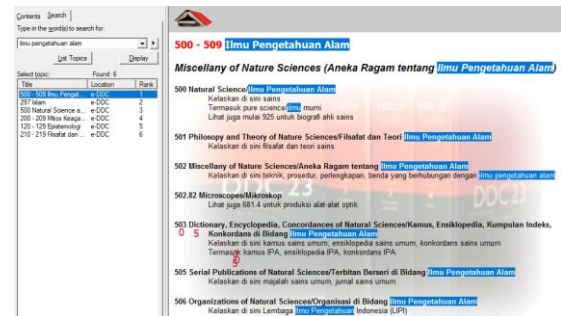 Contents Search
Type in the word(s) to search for:
ilmu pengetahuan alam
List Topics Display
Select topic: Found: 6
Title Location Rank
500 - 509 Ilmu Penget... e-DDC 1
297 Islam e-DDC 2
500 Natural Science a... e-DDC 3
200 - 209 Mitos Keaga... e-DDC 4
120 - 129 Epistemologi e-DDC 5
210 - 219 Filsafat dan ... e-DDC 6
500 - 509 Ilmu Pengetahuan Alam
Miscellany of Nature Sciences (Aneka Ragam tentang Ilmu Pengetahuan Alam)
500 Natural Science/Ilmu Pengetahuan Alam
Kelaskan di sini sains
Termasuk pure science/ilmu murni
Lihat juga mulai 925 untuk biografi ahli sains
501 Philosopy and Theory of Nature Sciences/Filsafat dan Teori Ilmu Pengetahuan Alam
Kelaskan di sini filsafat dan teori sains
502 Miscellany of Nature Sciences/Aneka Ragam tentang Ilmu Pengetahuan Alam
Kelaskan di sini teknik, prosedur, perlengkapan, benda yang berhubungan dengan ilmu pengetahuan alam
DDC 23
DDC23
502.82 Microscopes/Mikroskop
Lihat juga 681.4 untuk produksi alat-alat optik
503 Dictionary, Encyclopedia, Concordances of Natural Sciences/Kamus, Ensiklopedia, Kumpulan Indeks,
0 5 Konkordans di Bidang Ilmu Pengetahuan Alam
Kelaskan di sini kamus sains umum, ensiklopedia sains umum, konkordans sains umum
Termasuk kamus IPA, ensiklopedia IPA, konkordans IPA
505 Serial Publications of Natural Sciences/Terbitan Berseri di Bidang Ilmu Pengetahuan Alam
Kelaskan di sini majalah sains umum, jurnal sains umum
506 Organizations of Natural Sciences/Organisasi di Bidang Ilmu Pengetahuan Alam
Kelaskan di sini Lembaga Ilmu Pengetahuan Indonesia (LIPI)